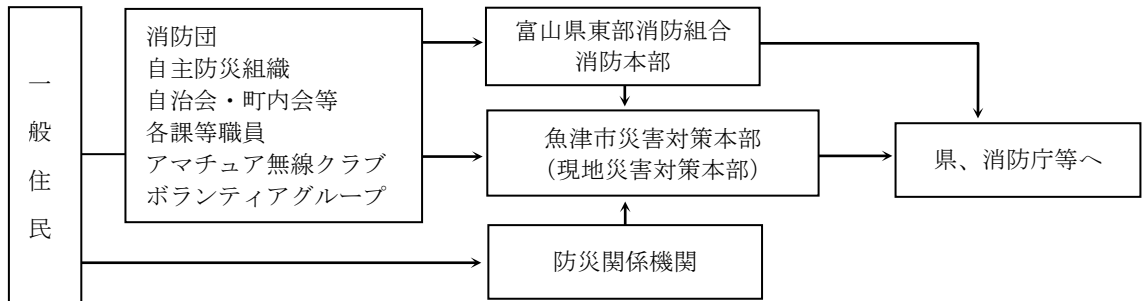 一般住民
消防団
自主防災組織
自治会・町内会等
各課等職員
アマチュア無線クラブ
ボランティアグループ
富山県東部消防組合
消防本部
魚津市災害対策本部
（現地災害対策本部）
防災関係機関
県、消防庁等へ